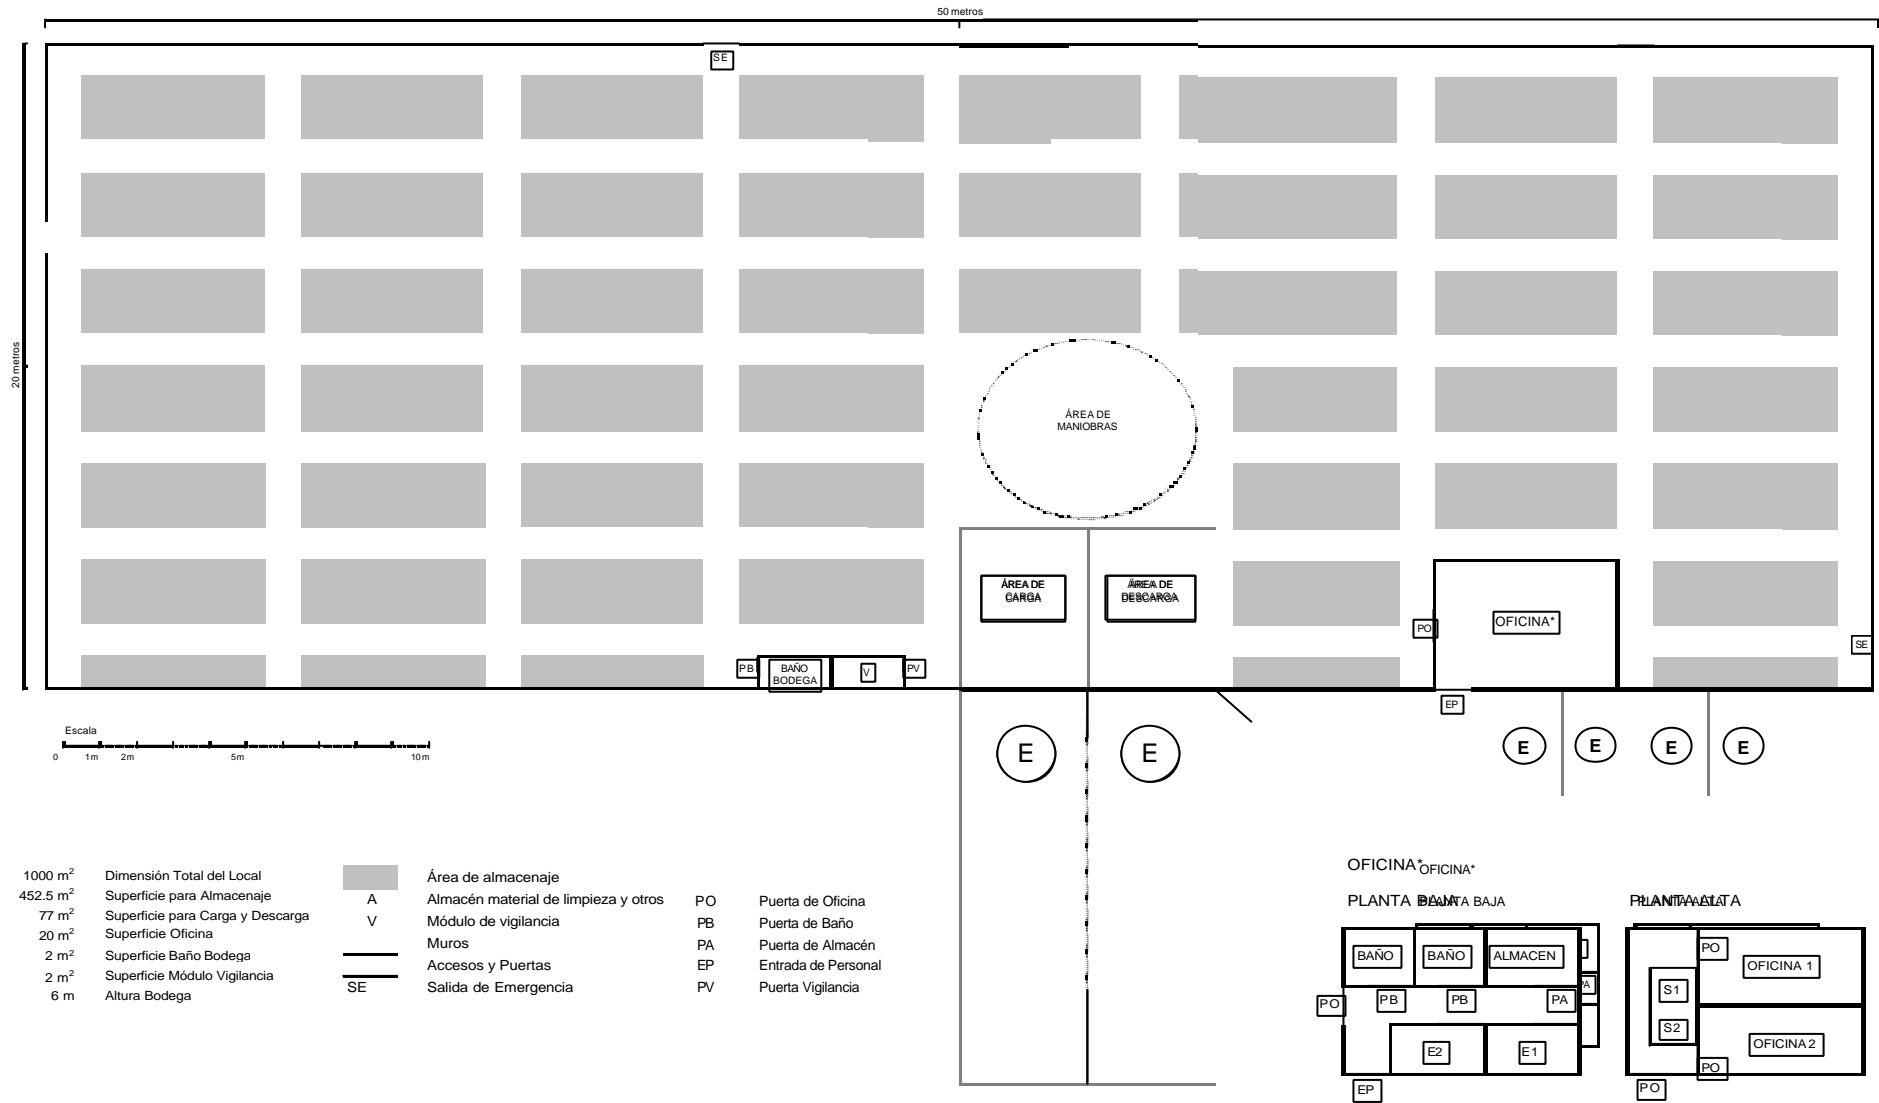 50 metros
SE
20 metros
ÁREA DE
MANIOBRAS
ÁREA DE
CARGA
ÁREA DE
DESCARGA
PO
OFICINA*
SE
PB
BAÑO
BODEGA
V
PV
EP
Escala
0 1m 2m 5m 10m
E
E
E
E
E
E
1000 m² Dimensión Total del Local
452.5 m² Superficie para Almacenaje
77 m² Superficie para Carga y Descarga
20 m² Superficie Oficina
2 m² Superficie Baño Bodega
2 m² Superficie Módulo Vigilancia
6 m Altura Bodega
Área de almacenaje
A Almacén material de limpieza y otros
V Módulo de vigilancia
Muros
Accesos y Puertas
SE Salida de Emergencia
PO Puerta de Oficina
PB Puerta de Baño
PA Puerta de Almacén
EP Entrada de Personal
PV Puerta Vigilancia
OFICINA* OFICINA*
PLANTA BAJA PLANTA BAJA
BAÑO
BAÑO
ALMACEN
PO
PB
PB
PA
PA
E2
E1
EP
PLANTA ALTA PLANTA ALTA
PO
OFICINA 1
S1
S2
OFICINA 2
PO
PO